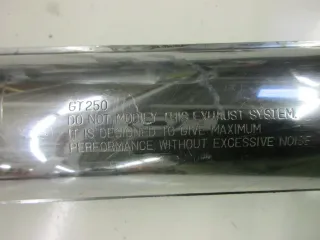 GT250
DO NOT MODIFY THIS EXHAUST SYSTEM.
IT IS DESIGNED TO GIVE MAXIMUM
PERFORMANCE WITHOUT EXCESSIVE NOISE